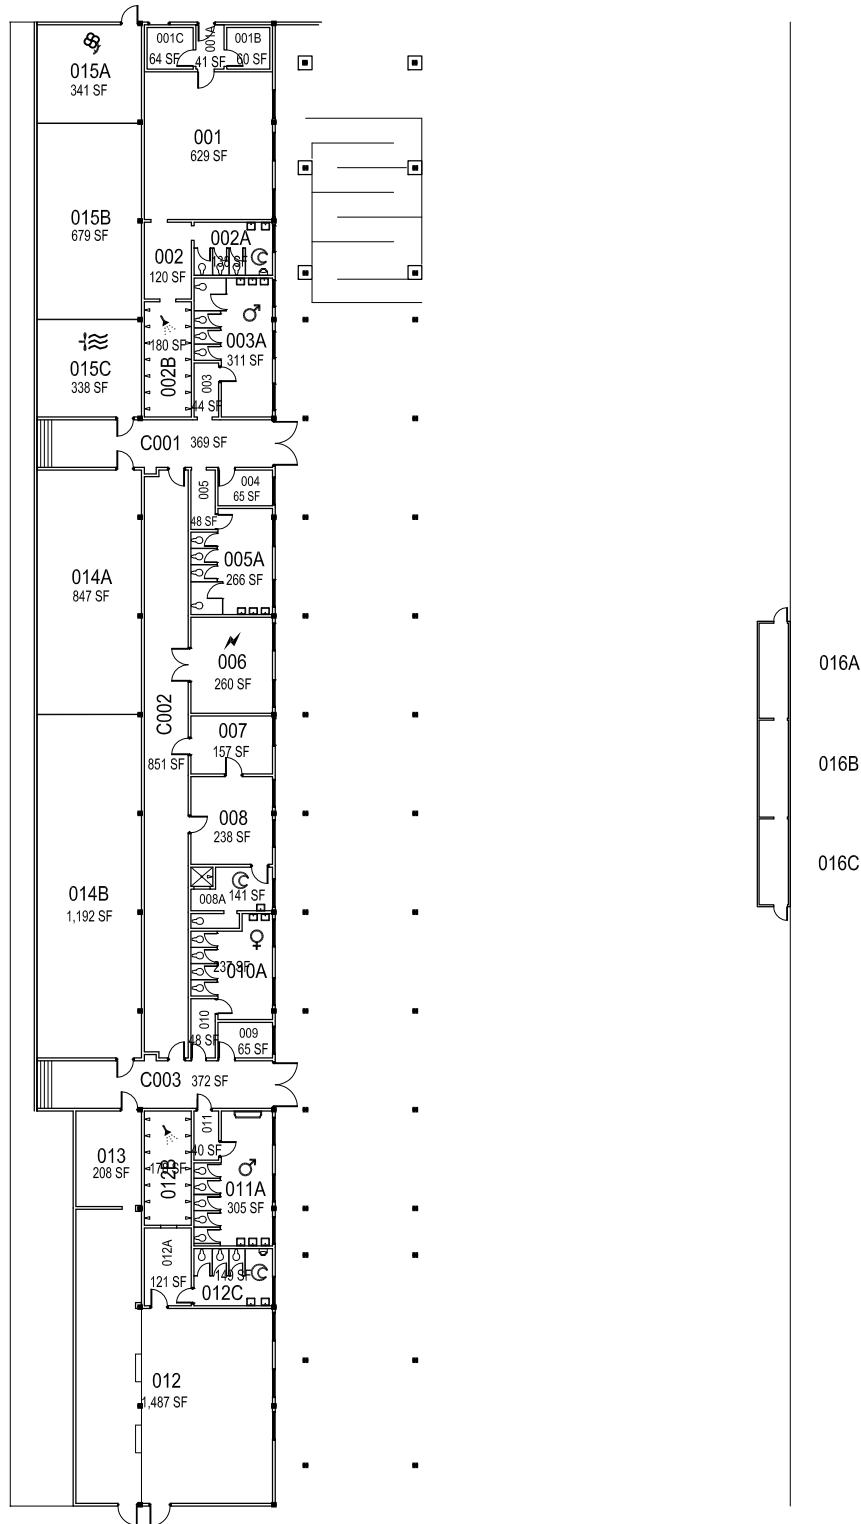 001C
64 SF
001A
41 SF
001B
60 SF
015A
341 SF
001
629 SF
015B
679 SF
002
120 SF
002A
003A
311 SF
180 SF
002B
015C
338 SF
003
44 SF
C001
369 SF
005
48 SF
004
65 SF
005A
266 SF
014A
847 SF
006
260 SF
C002
851 SF
007
157 SF
008
238 SF
008A
141 SF
014B
1,192 SF
237 SF
010A
010
48 SF
009
65 SF
C003
372 SF
011
40 SF
013
208 SF
012B
011A
305 SF
012A
121 SF
149 SF
012C
012
1,487 SF
016A
016B
016C